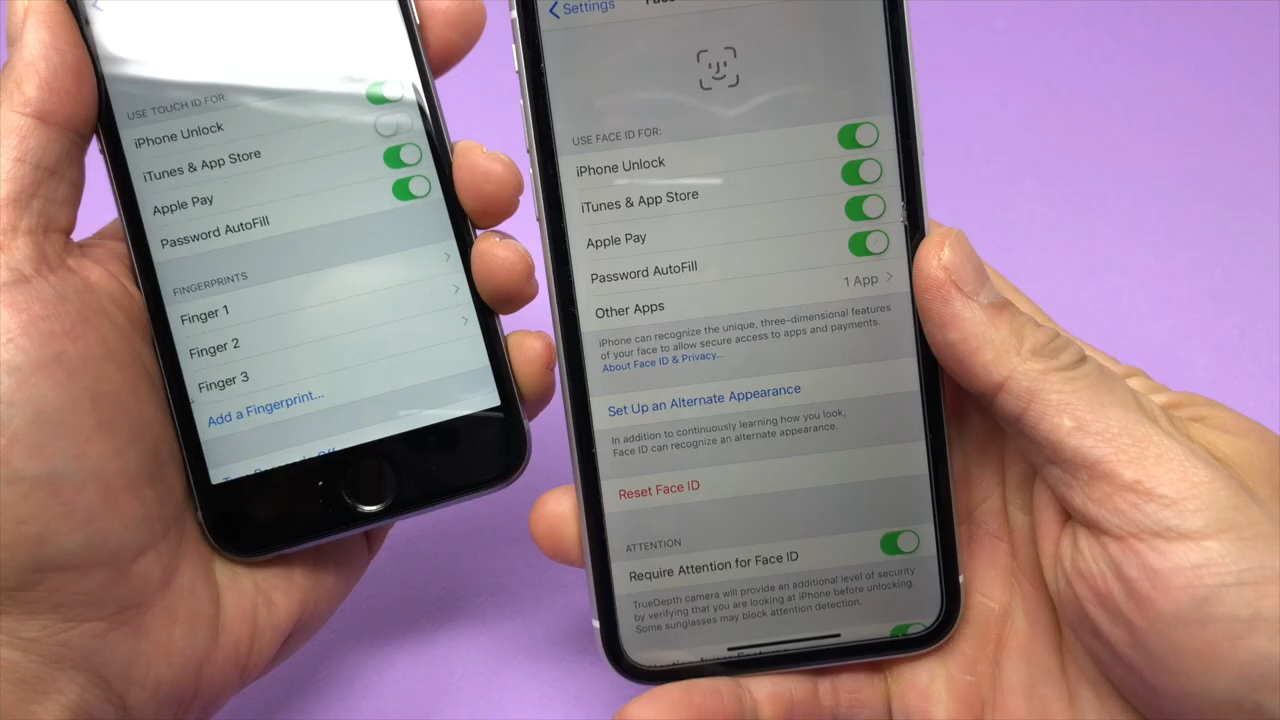 USE TOUCH ID FOR:
iPhone Unlock
iTunes & App Store
Apple Pay
Password AutoFill
FINGERPRINTS
Finger 1
Finger 2
Finger 3
Add a Fingerprint...
Settings
USE FACE ID FOR:
iPhone Unlock
iTunes & App Store
Apple Pay
Password AutoFill
Other Apps 1 App
iPhone can recognize the unique, three-dimensional features
of your face to allow secure access to apps and payments.
About Face ID & Privacy...
Set Up an Alternate Appearance
In addition to continuously learning how you look,
Face ID can recognize an alternate appearance.
Reset Face ID
ATTENTION
Require Attention for Face ID
TrueDepth camera will provide an additional level of security
by verifying that you are looking at iPhone before unlocking.
Some sunglasses may block attention detection.